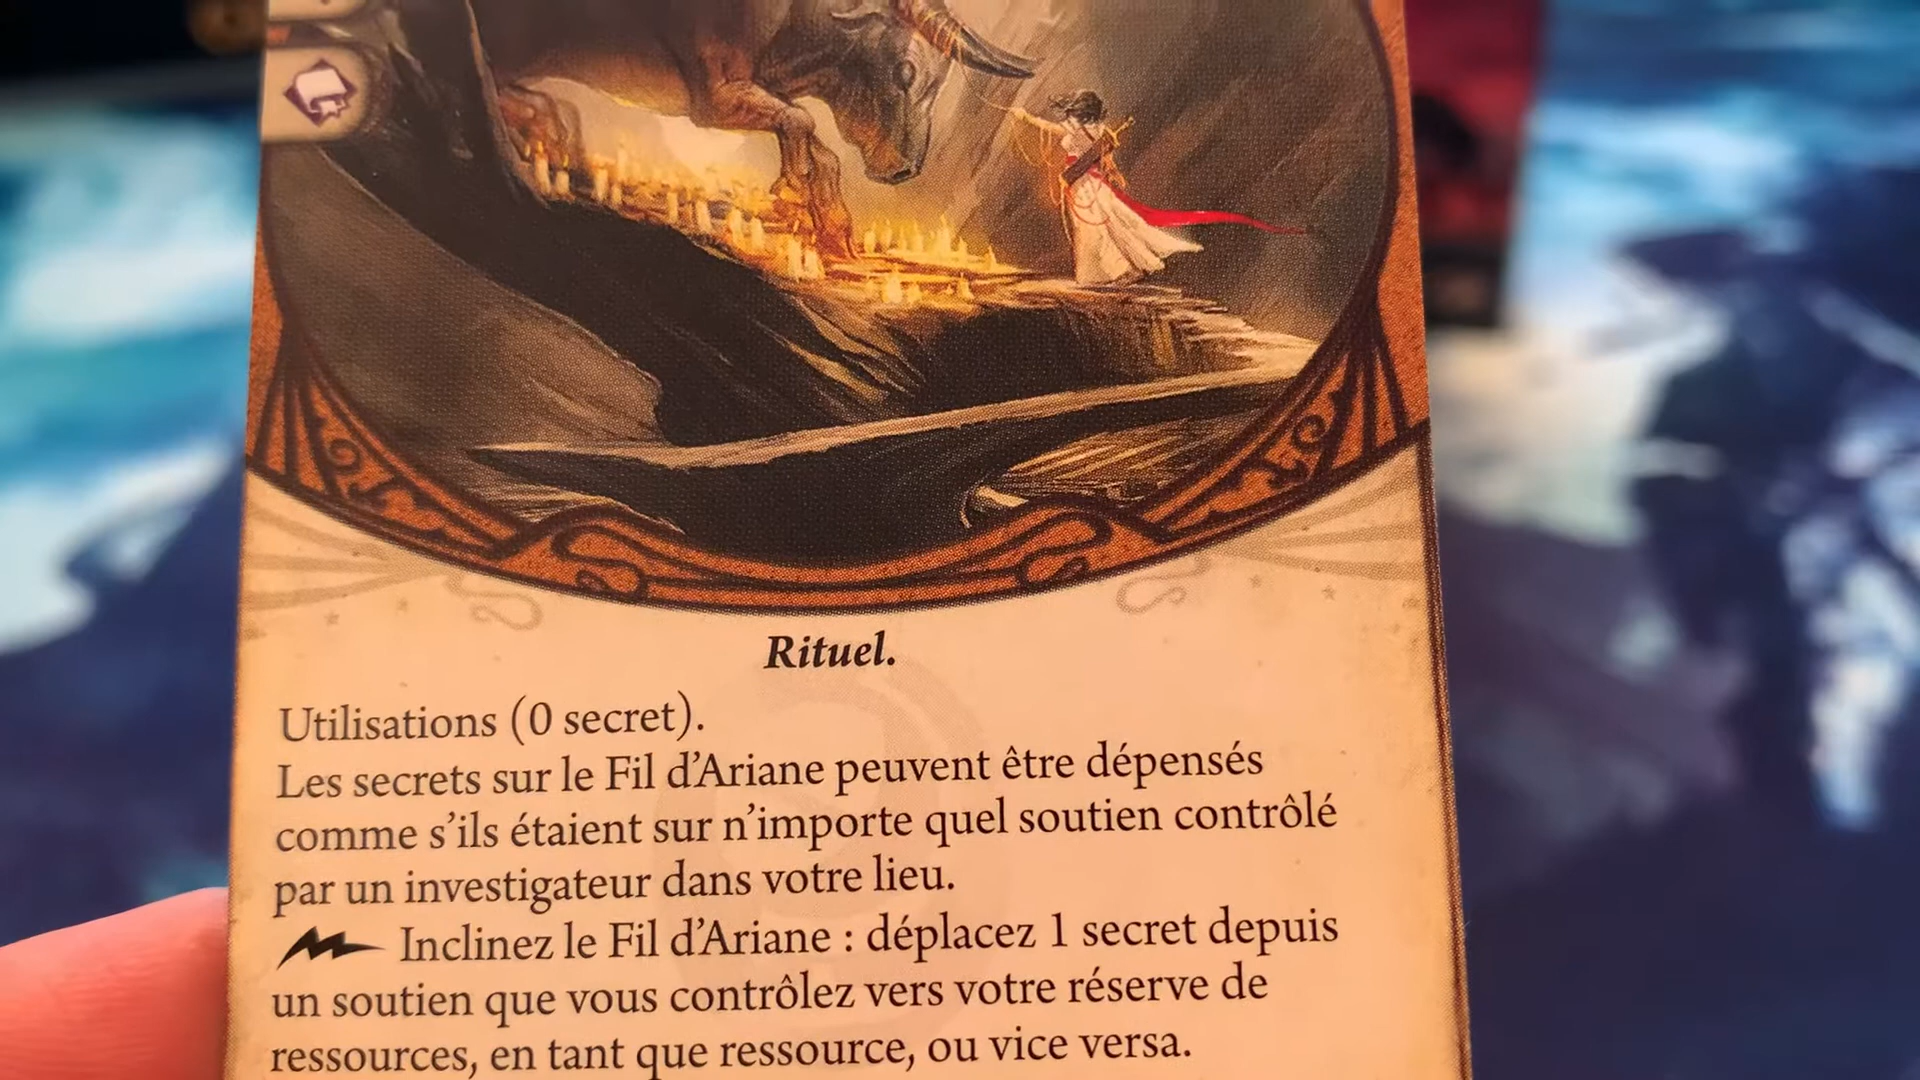 Rituel.
Utilisations (0 secret).
Les secrets sur le Fil d'Ariane peuvent être dépensés
comme s'ils étaient sur n'importe quel soutien contrôlé
par un investigateur dans votre lieu.
Inclinez le Fil d'Ariane : déplacez 1 secret depuis
un soutien que vous contrôlez vers votre réserve de
ressources, en tant que ressource, ou vice versa.